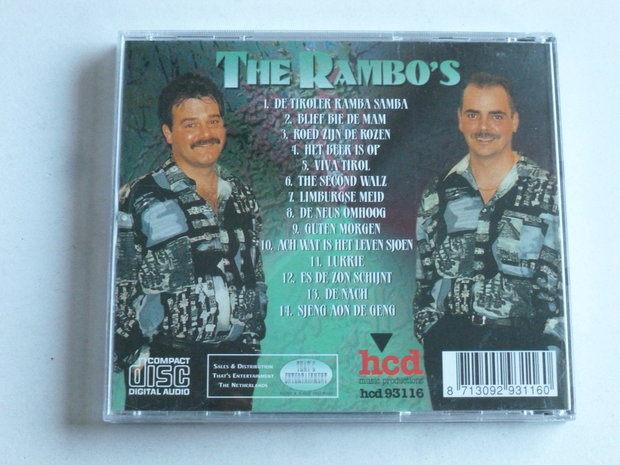 THE RAMBO'S
1. DE TIROLER RAMBA SAMBA
2. BLIEF BIE DE MAM
3. ROED ZIJN DE ROZEN
4. HET BEER IS OP
5. VIVA TIROL
6. THE SECOND WALZ
7. LIMBURGSE MEID
8. DE NEUS OMHOOG
9. GUTEN MORGEN
10. ACH WAT IS HET LEVEN SJOEN
11. LURKIE
12. ES DE ZON SCHIJNT
13. DE NACH
14. SJENG AON DE GENG
COMPACT
disc
DIGITAL AUDIO
SALES & DISTRIBUTION
THAT'S ENTERTAINMENT
THE NETHERLANDS
THAT'S
ENTERTAINMENT
hcd
music productions
hcd 93116
8 713092 931160